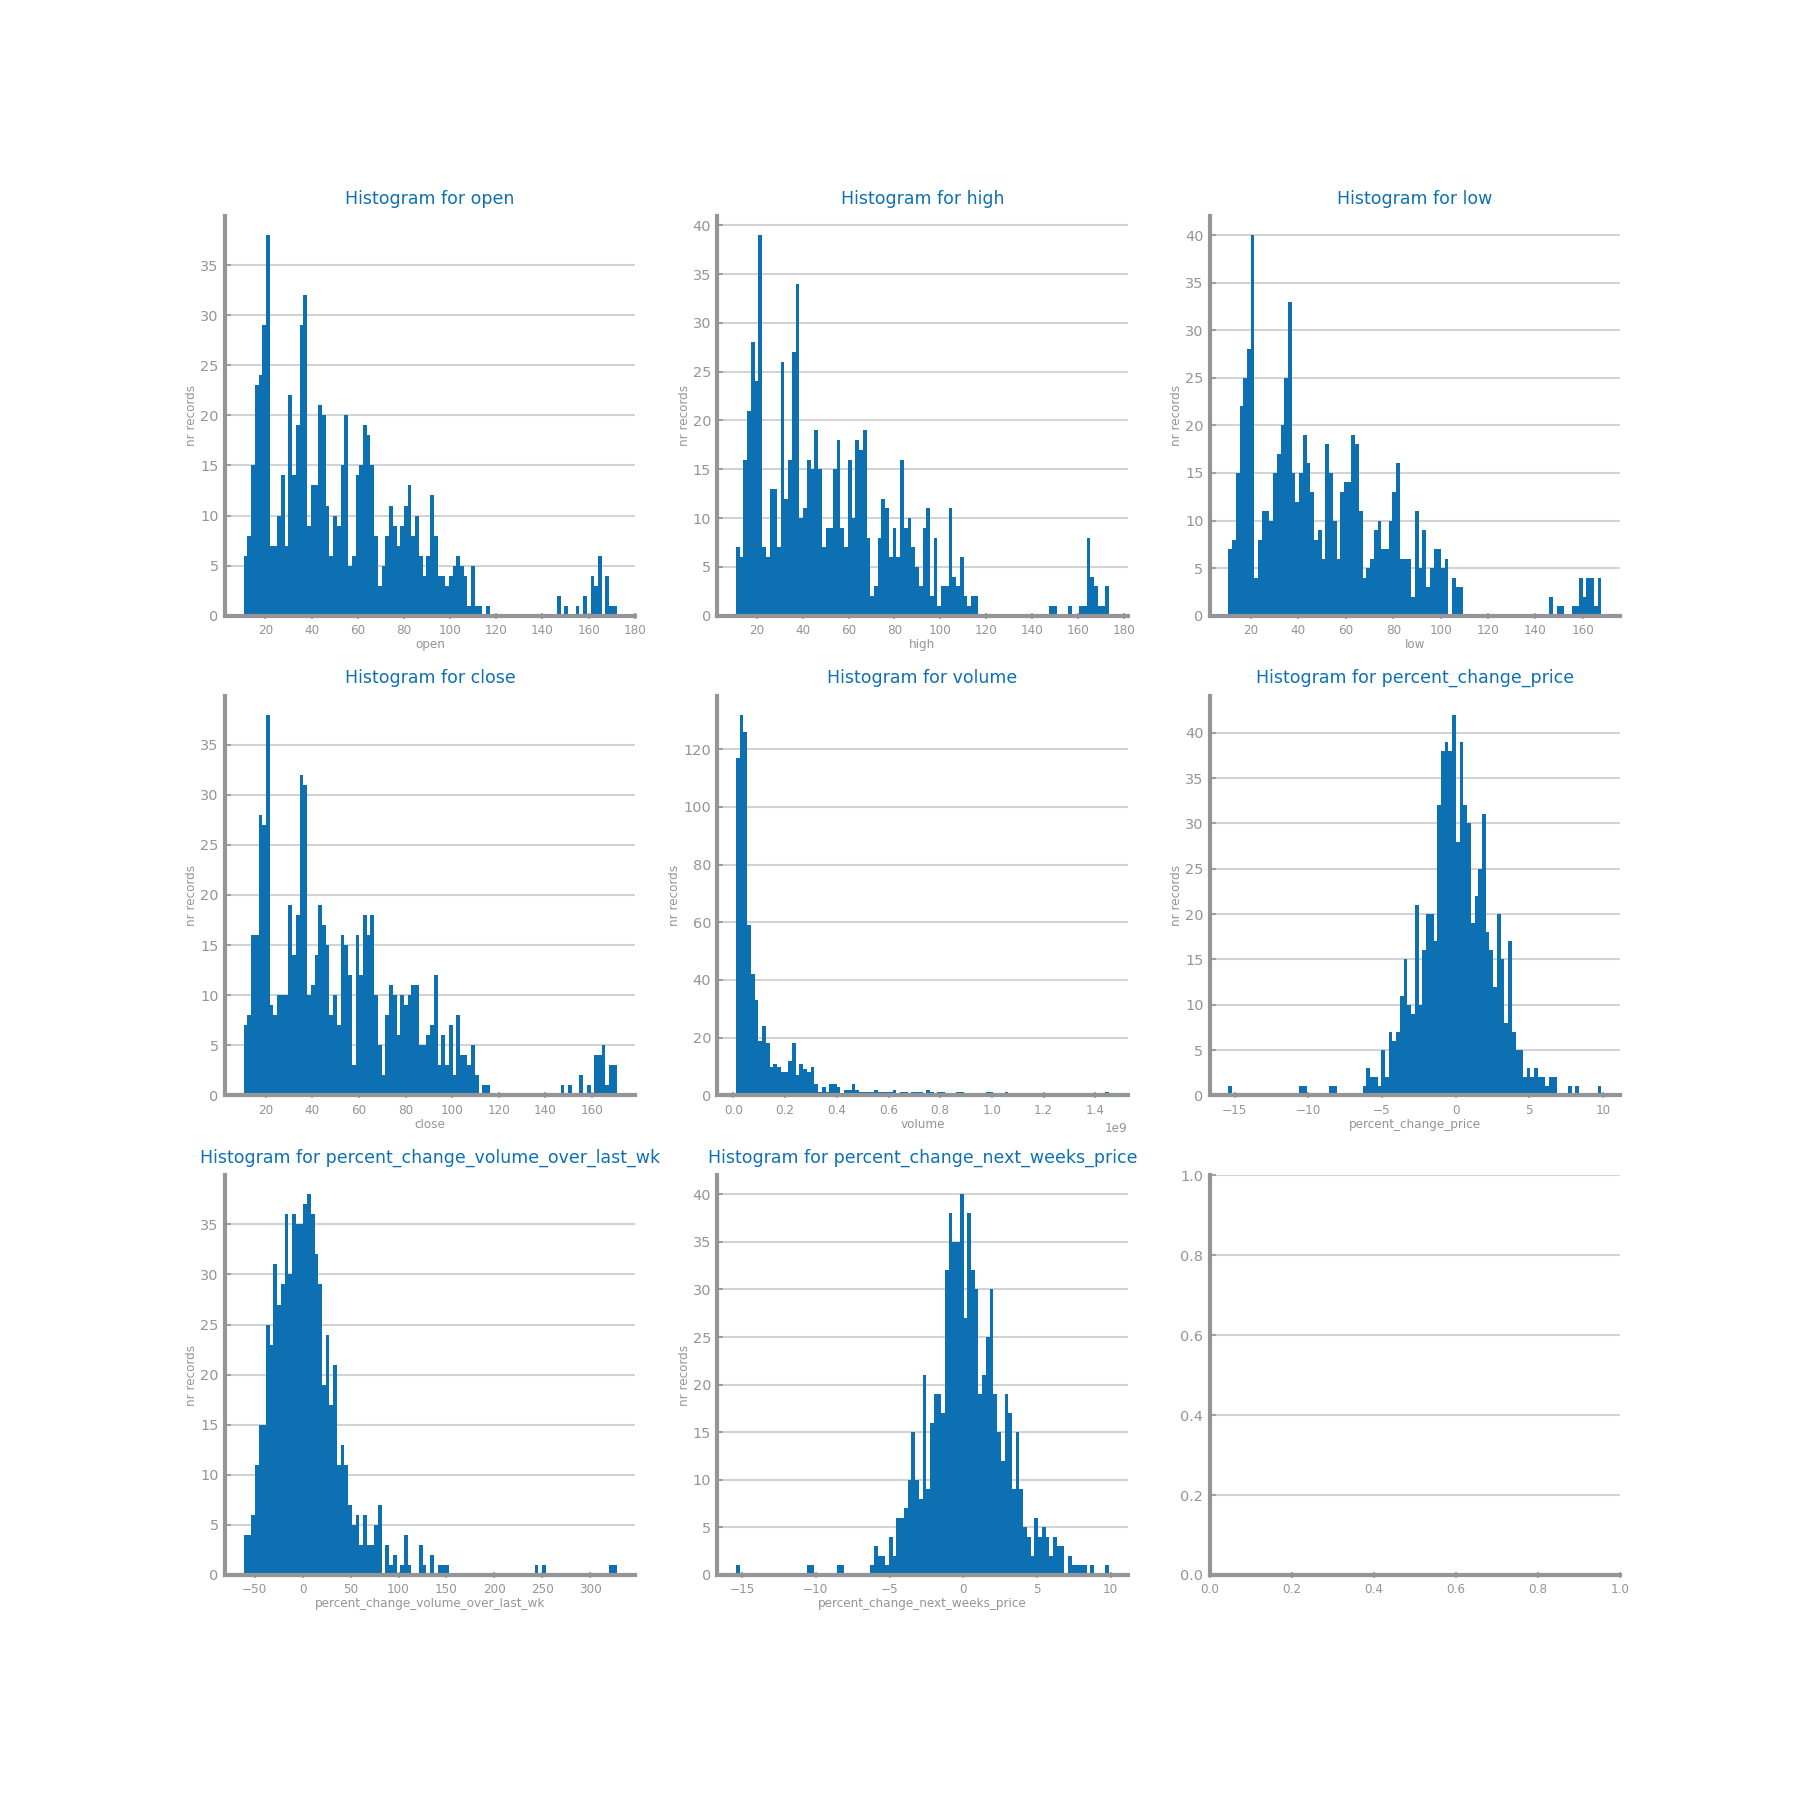 Histogram for open
35
30
25
20
15
10
5
0
nr records
20 40 60 80 100 120 140 160 180
open
Histogram for high
40
35
30
25
20
15
10
5
0
nr records
20 40 60 80 100 120 140 160 180
high
Histogram for low
40
35
30
25
20
15
10
5
0
nr records
20 40 60 80 100 120 140 160
low
Histogram for close
35
30
25
20
15
10
5
0
nr records
20 40 60 80 100 120 140 160
close
Histogram for volume
120
100
80
60
40
20
0
nr records
0.0 0.2 0.4 0.6 0.8 1.0 1.2 1.4
volume
1e9
Histogram for percent_change_price
40
35
30
25
20
15
10
5
0
nr records
−15 −10 −5 0 5 10
percent_change_price
Histogram for percent_change_volume_over_last_wk
35
30
25
20
15
10
5
0
nr records
−50 0 50 100 150 200 250 300
percent_change_volume_over_last_wk
Histogram for percent_change_next_weeks_price
40
35
30
25
20
15
10
5
0
nr records
−15 −10 −5 0 5 10
percent_change_next_weeks_price
1.0
0.8
0.6
0.4
0.2
0.0
0.0 0.2 0.4 0.6 0.8 1.0